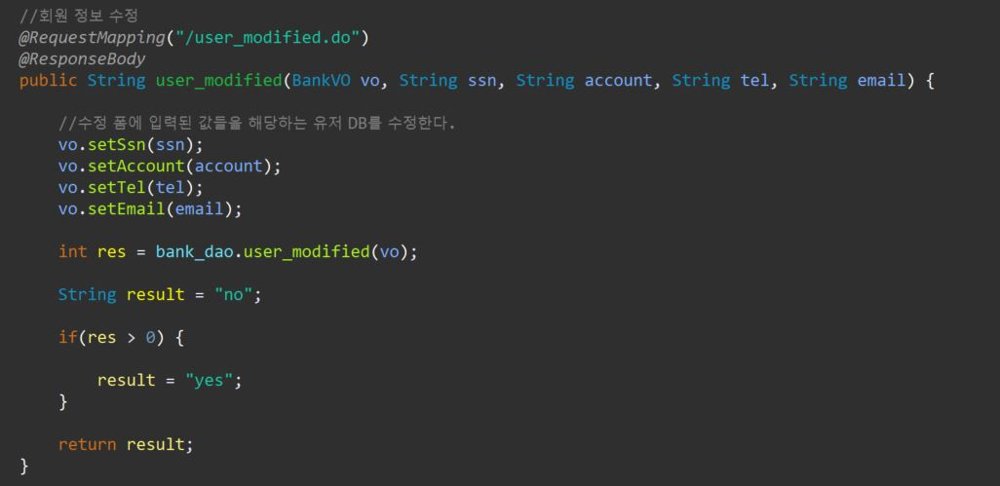 //회원 정보 수정
@RequestMapping("/user_modified.do")
@ResponseBody
public String user_modified(BankVO vo, String ssn, String account, String tel, String email) {
//수정 폼에 입력된 값들을 해당하는 유저 DB를 수정한다.
vo.setSsn(ssn);
vo.setAccount(account);
vo.setTel(tel);
vo.setEmail(email);
int res = bank_dao.user_modified(vo);
String result = "no";
if(res > 0) {
result = "yes";
}
return result;
}